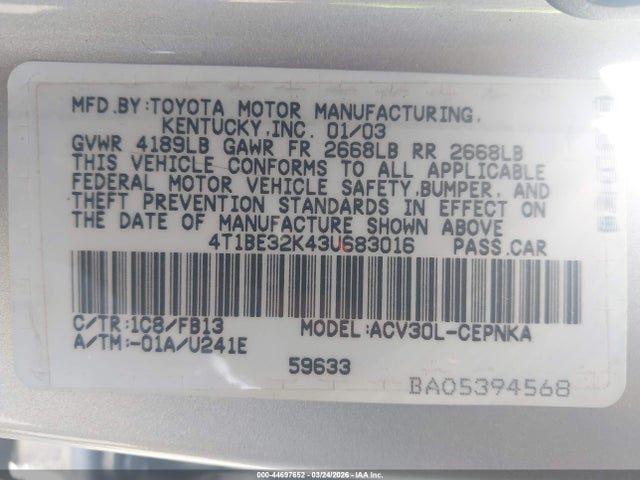 MFD.BY:TOYOTA MOTOR MANUFACTURING,
KENTUCKY,INC. 01/03
GVWR 4189LB GAWR FR 2668LB RR 2668LB
THIS VEHICLE CONFORMS TO ALL APPLICABLE
FEDERAL MOTOR VEHICLE SAFETY,BUMPER, AND
THEFT PREVENTION STANDARDS IN EFFECT ON
THE DATE OF MANUFACTURE SHOWN ABOVE
4T1BE32K43U683016 PASS.CAR
C/TR:1C8/FB13 MODEL:ACV30L-CEPNKA
A/TM:-01A/U241E
59633
BA05394568
000-44697652 | 03/24/2026 - IAA, Inc.